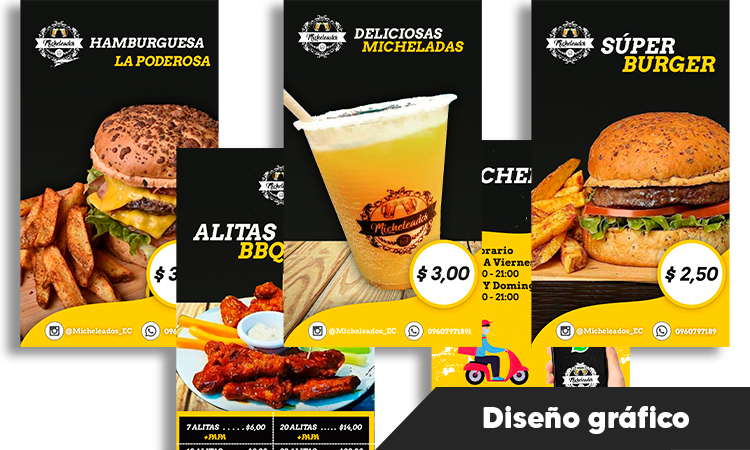 Micheleados
HAMBURGUESA
LA PODEROSA
$ 3
@Micheleados_EC
Micheleados
DELICIOSAS
MICHELADAS
Micheleados
$ 3,00
@Micheleados_EC
0960797189
Micheleados
SÚPER
BURGER
$ 2,50
@Micheleados_EC
0960797189
ALITAS
BBQ
7 ALITAS . . . . . $6,00
+PAPA
20 ALITAS . . . . . $14,00
+PAPA
CHE
orario
A Viernes
0 - 21:00
Y Doming
0 - 21:00
Diseño gráfico